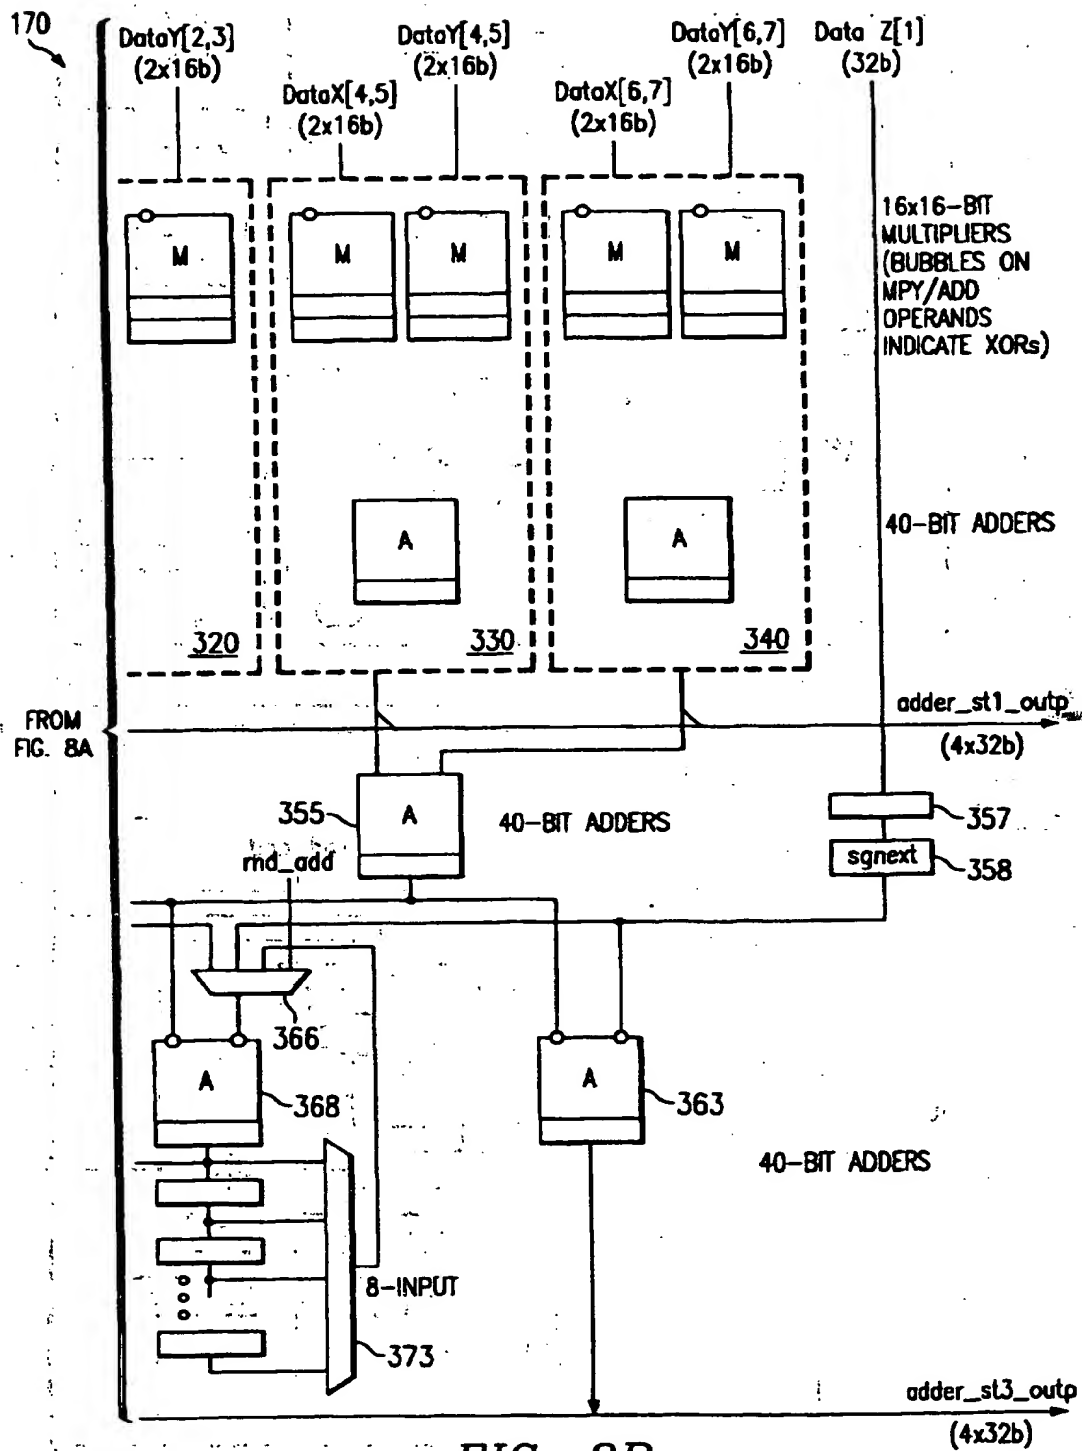 170
DataY[2,3]
(2x16b)
DataX[4,5]
(2x16b)
DataY[4,5]
(2x16b)
DataX[6,7]
(2x16b)
DataY[6,7]
(2x16b)
Data Z[1]
(32b)
M
M
M
M
M
16x16-BIT
MULTIPLIERS
(BUBBLES ON
MPY/ADD
OPERANDS
INDICATE XORs)
A
A
40-BIT ADDERS
320
330
340
FROM
FIG. 8A
adder_st1_outp
(4x32b)
355
A
40-BIT ADDERS
357
sgnext
358
rnd_add
366
A
368
A
363
40-BIT ADDERS
8-INPUT
373
adder_st3_outp
(4x32b)